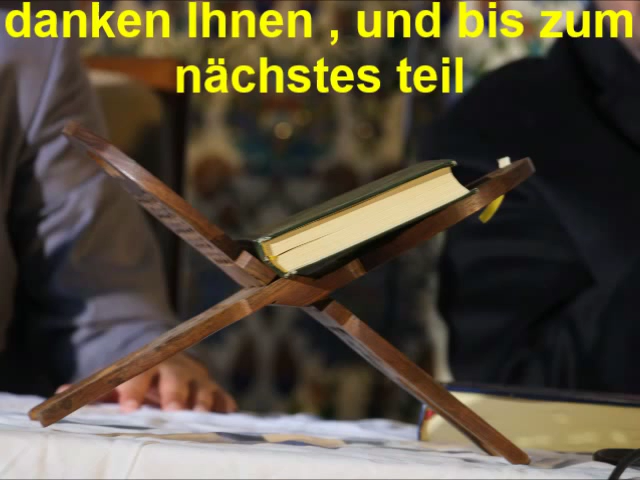 danken Ihnen , und bis zum
nächstes teil